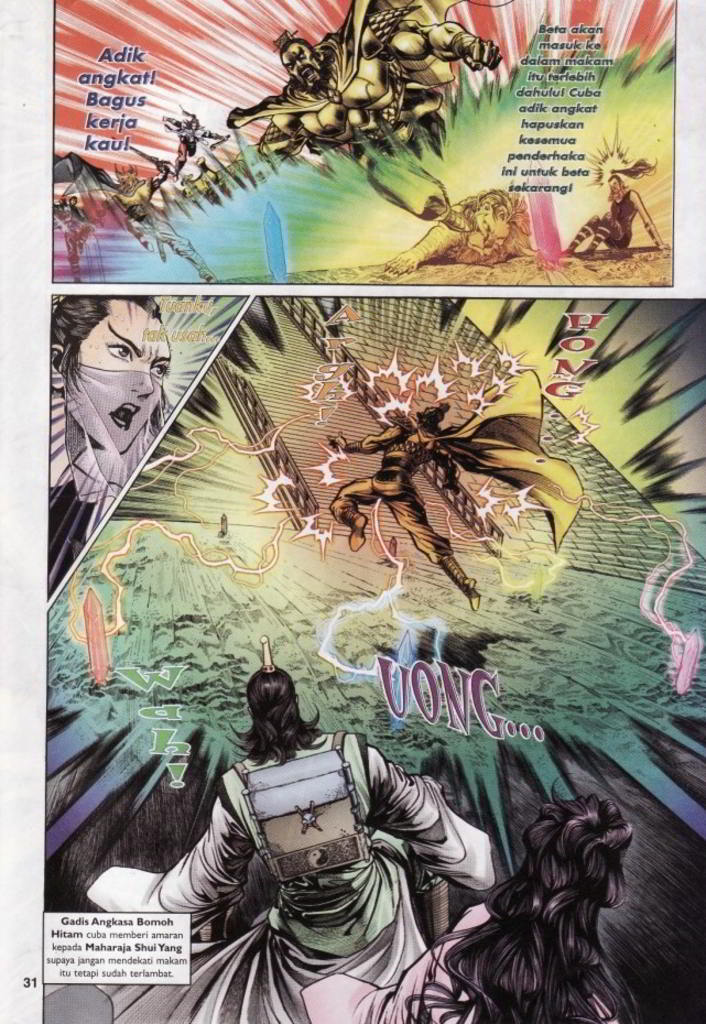 Adik
angkat!
Bagus
kerja
kau!
Beta akan
masuk ke
dalam makam
itu terlebih
dahulu! Cuba
adik angkat
hapuskan
kesemua
penderhaka
ini untuk beta
sekarang!
Tuanku,
tak usah...
Argh!
HONG
Wah!
UONG...
Gadis Angkasa Bomoh
Hitam cuba memberi amaran
kepada Maharaja Shui Yang
supaya jangan mendekati makam
itu tetapi sudah terlambat.
31